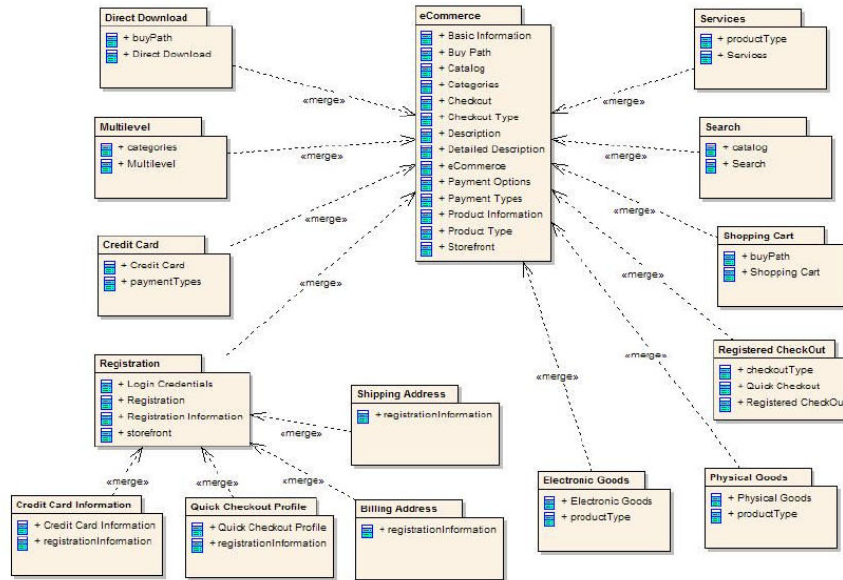 Direct Download
+ buyPath
+ Direct Download
«merge»
eCommerce
+ Basic Information
+ Buy Path
+ Catalog
+ Categories
+ Checkout
+ Checkout Type
+ Description
+ Detailed Description
+ eCommerce
+ Payment Options
+ Payment Types
+ Product Information
+ Product Type
+ Storefront
Services
+ productType
+ Services
«merge»
Multilevel
+ categories
+ Multilevel
«merge»
Search
+ catalog
+ Search
«merge»
Credit Card
+ Credit Card
+ paymentTypes
«merge»
Shopping Cart
+ buyPath
+ Shopping Cart
«merge»
Registration
+ Login Credentials
+ Registration
+ Registration Information
+ storefront
«merge»
Registered CheckOut
+ checkoutType
+ Quick Checkout
+ Registered CheckOut
«merge»
Shipping Address
+ registrationInformation
«merge»
Credit Card Information
+ Credit Card Information
+ registrationInformation
«merge»
Quick Checkout Profile
+ Quick Checkout Profile
+ registrationInformation
«merge»
Billing Address
+ registrationInformation
«merge»
Electronic Goods
+ Electronic Goods
+ productType
«merge»
Physical Goods
+ Physical Goods
+ productType
«merge»